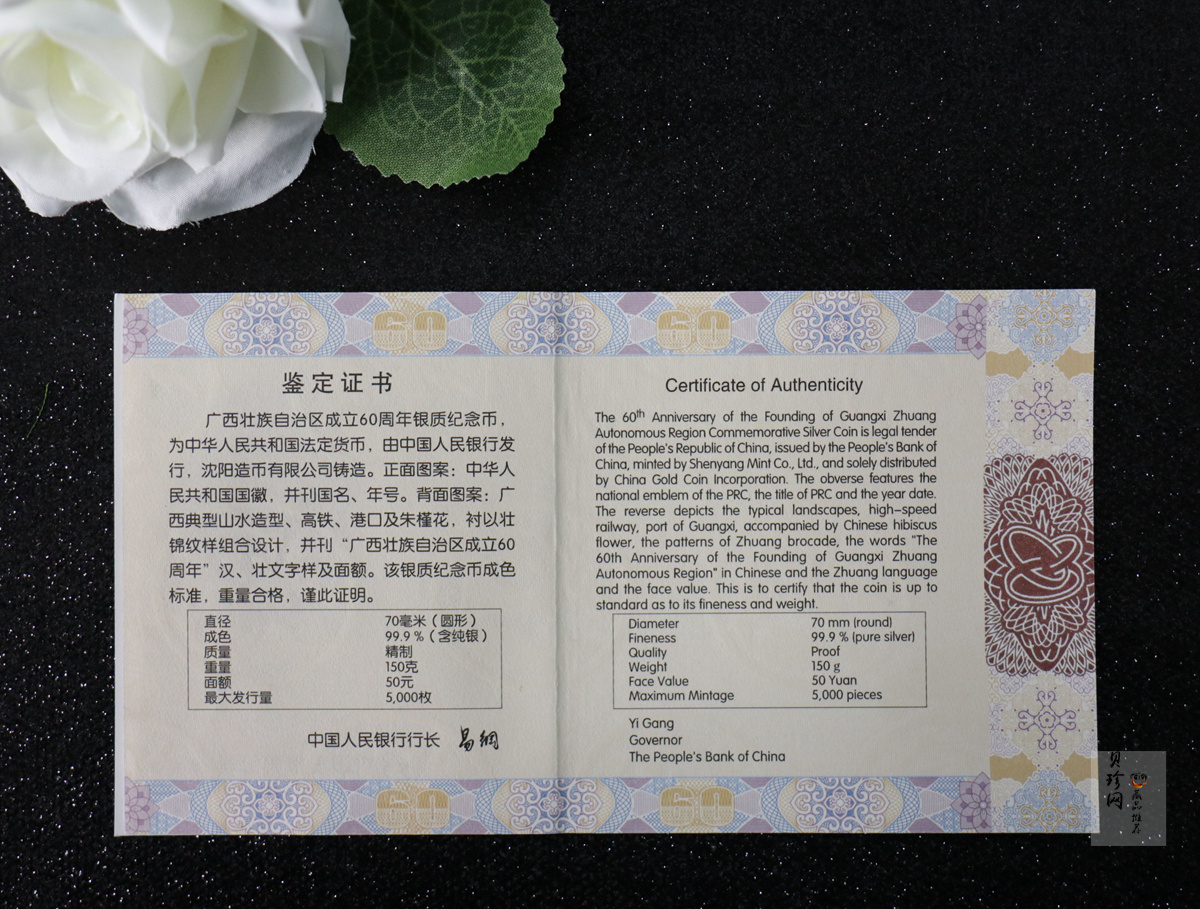 60
60
鉴定证书
广西壮族自治区成立60周年银质纪念币，
为中华人民共和国法定货币，由中国人民银行发
行，沈阳造币有限公司铸造。正面图案：中华人
民共和国国徽，并刊国名、年号。背面图案：广
西典型山水造型、高铁、港口及朱槿花，衬以壮
锦纹样组合设计，并刊“广西壮族自治区成立60
周年”汉、壮文字样及面额。该银质纪念币成色
标准，重量合格，谨此证明。
直径 70毫米（圆形）
成色 99.9％（含纯银）
质量 精制
重量 150克
面额 50元
最大发行量 5,000枚
中国人民银行行长 易纲
Certificate of Authenticity
The 60th Anniversary of the Founding of Guangxi Zhuang
Autonomous Region Commemorative Silver Coin is legal tender
of the People's Republic of China, issued by the People's Bank of
China, minted by Shenyang Mint Co., Ltd., and solely distributed
by China Gold Coin Incorporation. The obverse features the
national emblem of the PRC, the title of PRC and the year date.
The reverse depicts the typical landscapes, high-speed
railway, port of Guangxi, accompanied by Chinese hibiscus
flower, the patterns of Zhuang brocade, the words "The
60th Anniversary of the Founding of Guangxi Zhuang
Autonomous Region" in Chinese and the Zhuang language
and the face value. This is to certify that the coin is up to
standard as to its fineness and weight.
Diameter 70 mm (round)
Fineness 99.9 % (pure silver)
Quality Proof
Weight 150 g
Face Value 50 Yuan
Maximum Mintage 5,000 pieces
Yi Gang
Governor
The People's Bank of China
60
60
贝珍网
藏品推荐